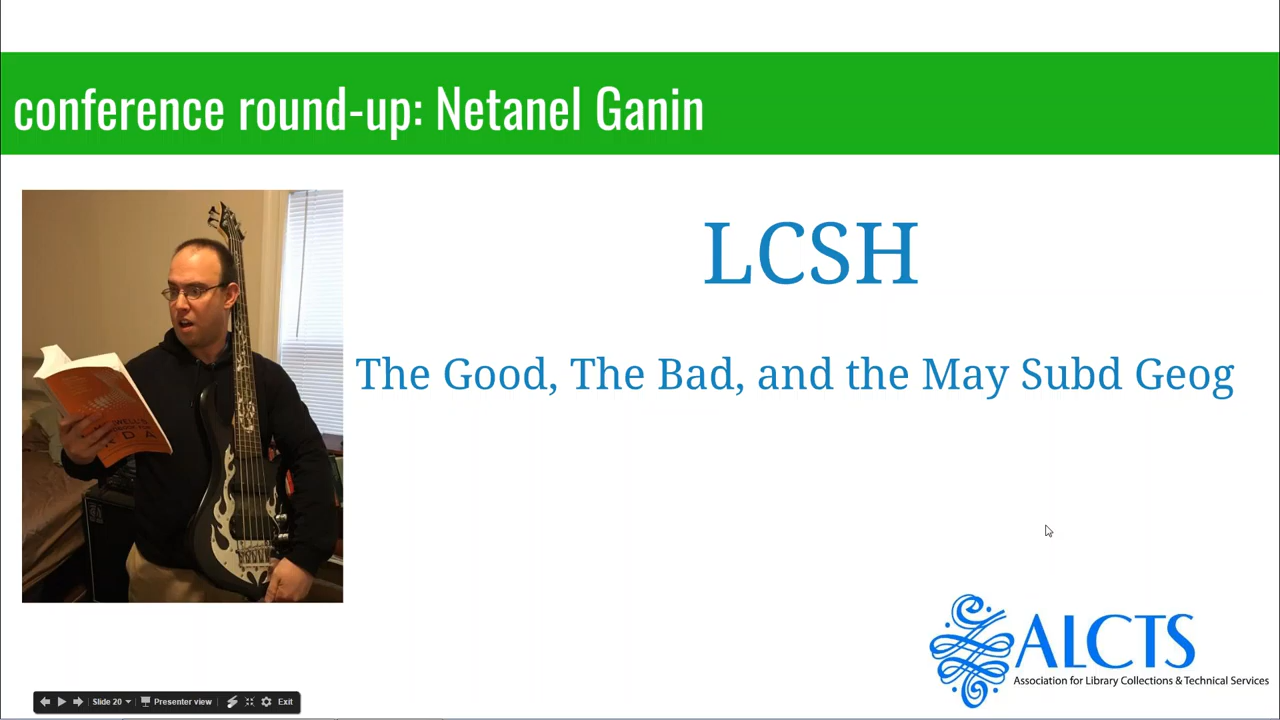 conference round-up: Netanel Ganin
LCSH
The Good, The Bad, and the May Subd Geog
RDA
ALCTS
Association for Library Collections & Technical Services
Slide 20
Presenter view
Exit